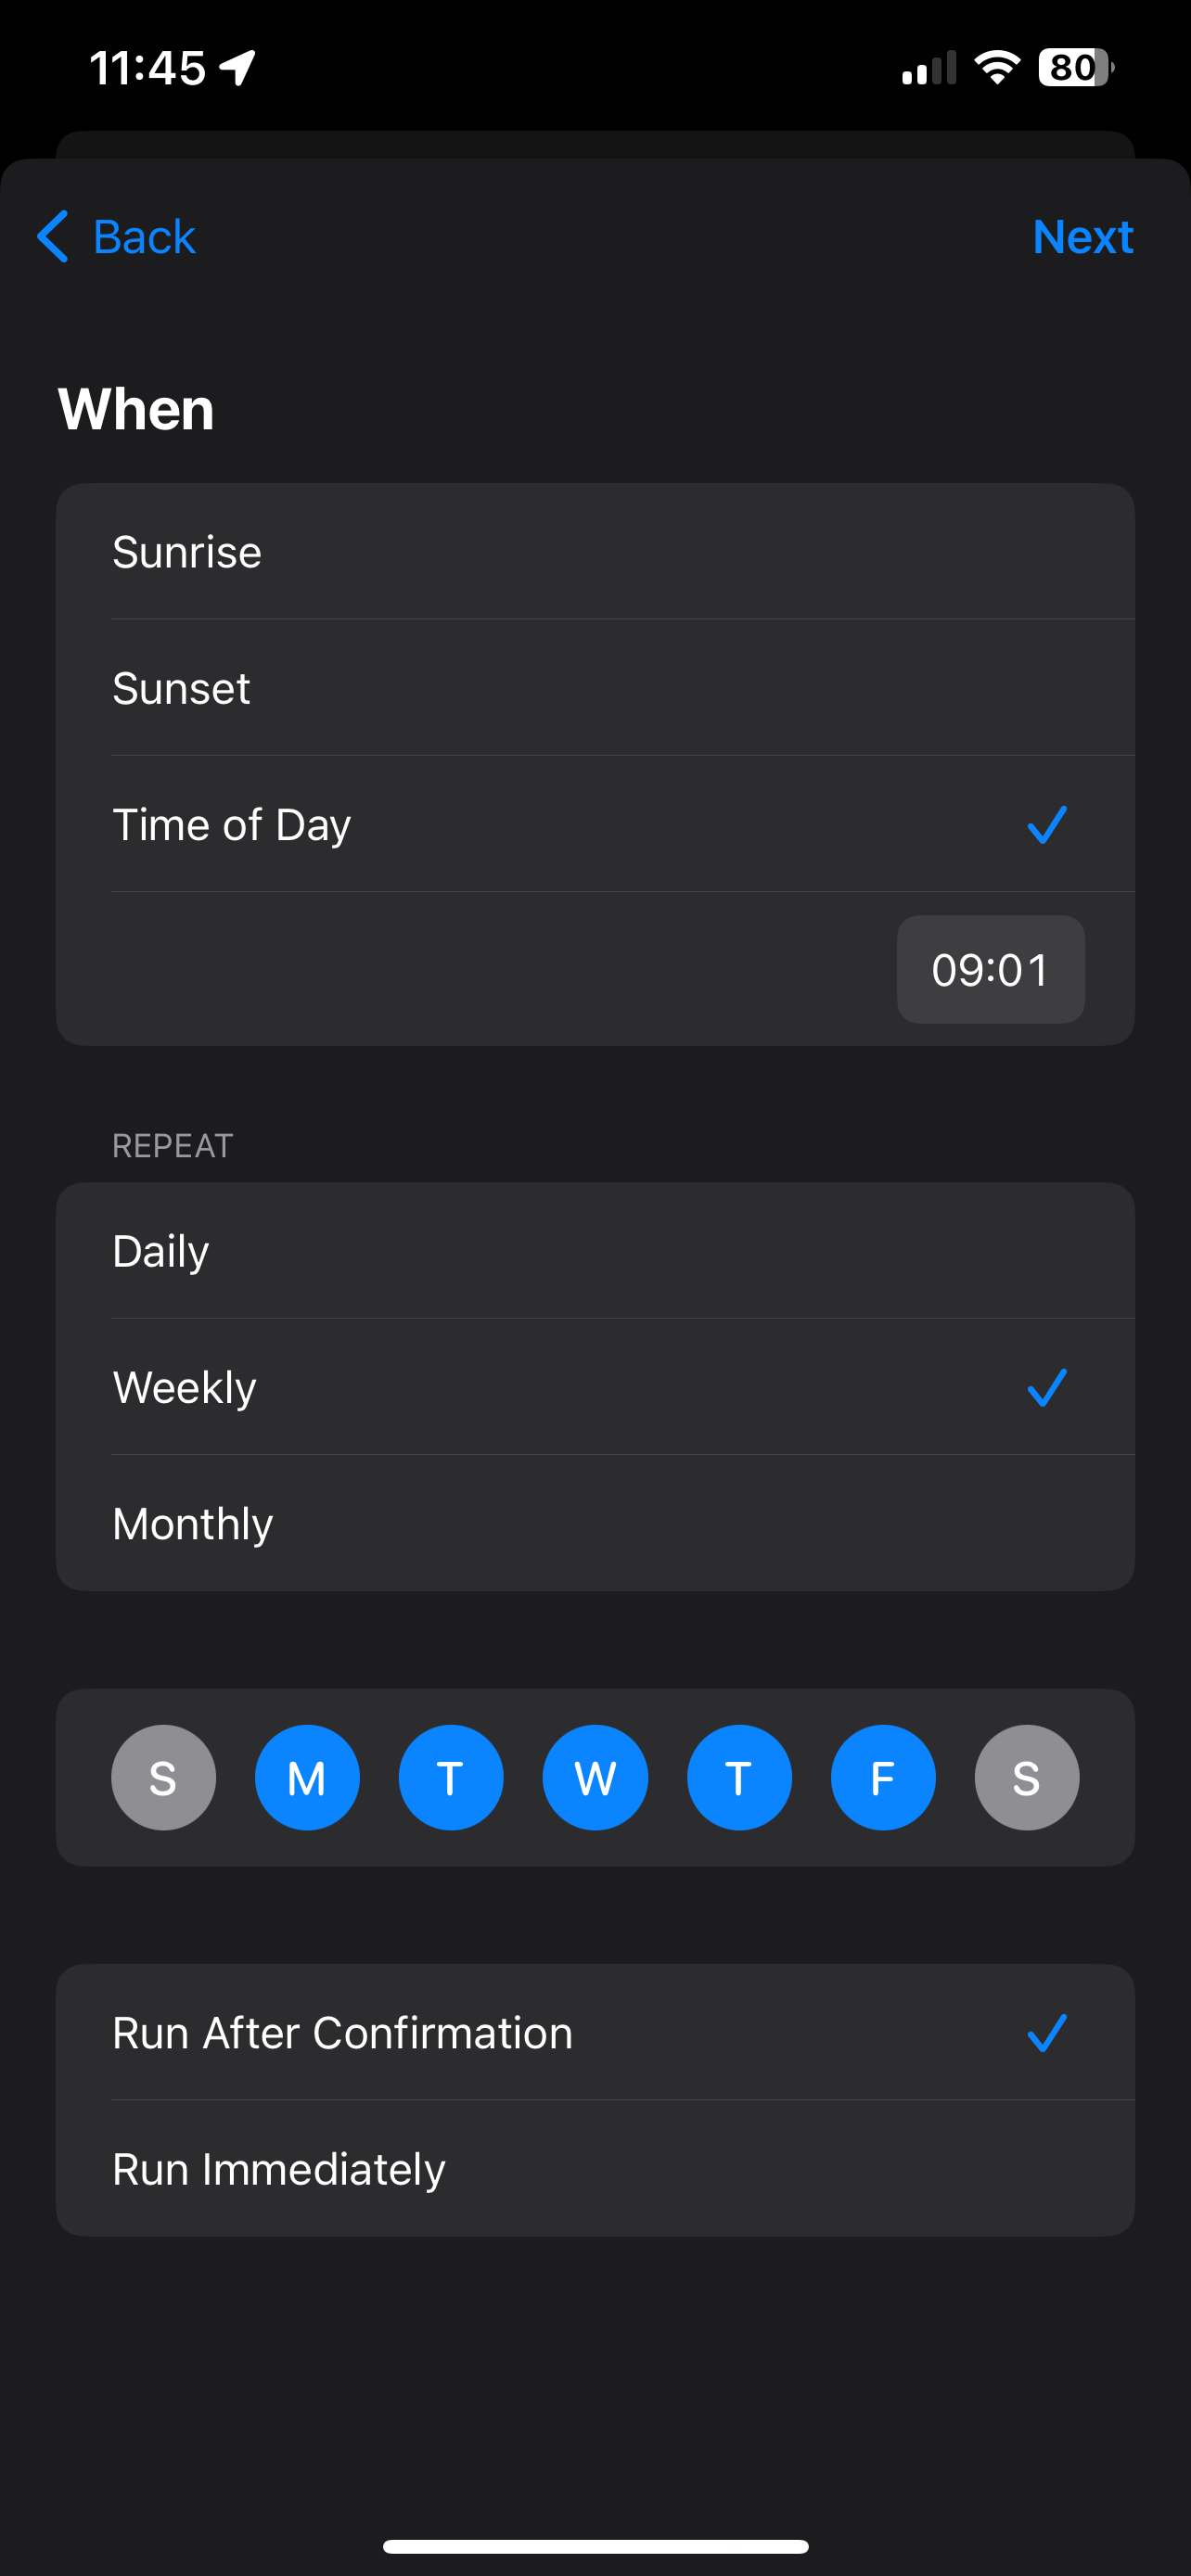 11:45
80
Back
Next
When
Sunrise
Sunset
Time of Day
09:01
REPEAT
Daily
Weekly
Monthly
S M T W T F S
Run After Confirmation
Run Immediately